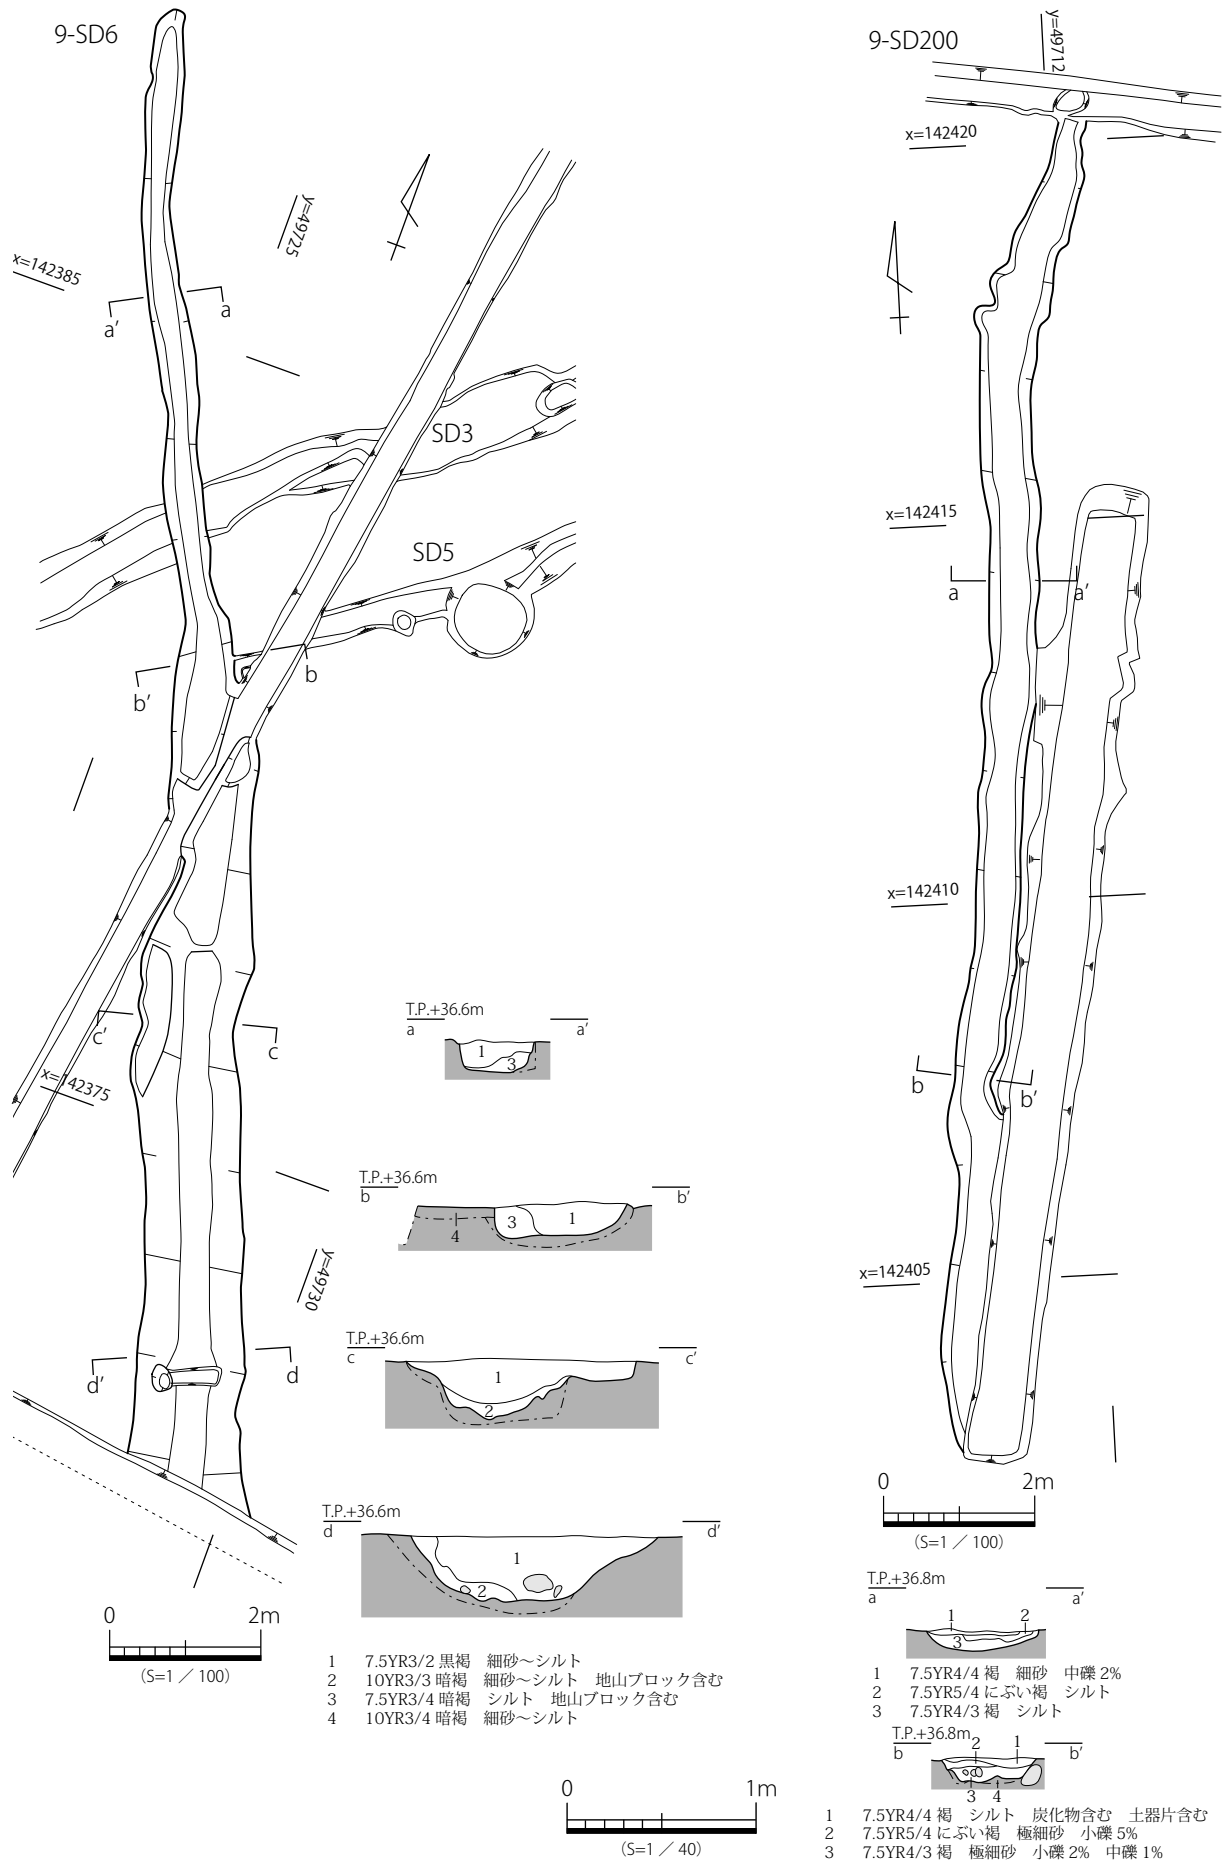 9-SD6
y=49725
x=142385
a'
a
SD3
SD5
b'
b
c'
c
x=142375
y=49730
d'
d
0 2m
(S=1／100)
T.P.+36.6m
a a'
1
3
T.P.+36.6m
b b'
4
3
1
T.P.+36.6m
c c'
1
2
T.P.+36.6m
d d'
1
2
1 7.5YR3/2 黒褐 細砂～シルト
2 10YR3/3 暗褐 細砂～シルト 地山ブロック含む
3 7.5YR3/4 暗褐 シルト 地山ブロック含む
4 10YR3/4 暗褐 細砂～シルト
0 1m
(S=1／40)
9-SD200
y=49712
x=142420
x=142415
a a'
x=142410
b b'
x=142405
0 2m
(S=1／100)
T.P.+36.8m
a a'
1 2
3
1 7.5YR4/4 褐 細砂 中礫 2%
2 7.5YR5/4 にぶい褐 シルト
3 7.5YR4/3 褐 シルト
T.P.+36.8m
b b'
2 1
3 4
1 7.5YR4/4 褐 シルト 炭化物含む 土器片含む
2 7.5YR5/4 にぶい褐 極細砂 小礫 5%
3 7.5YR4/3 褐 極細砂 小礫 2% 中礫 1%